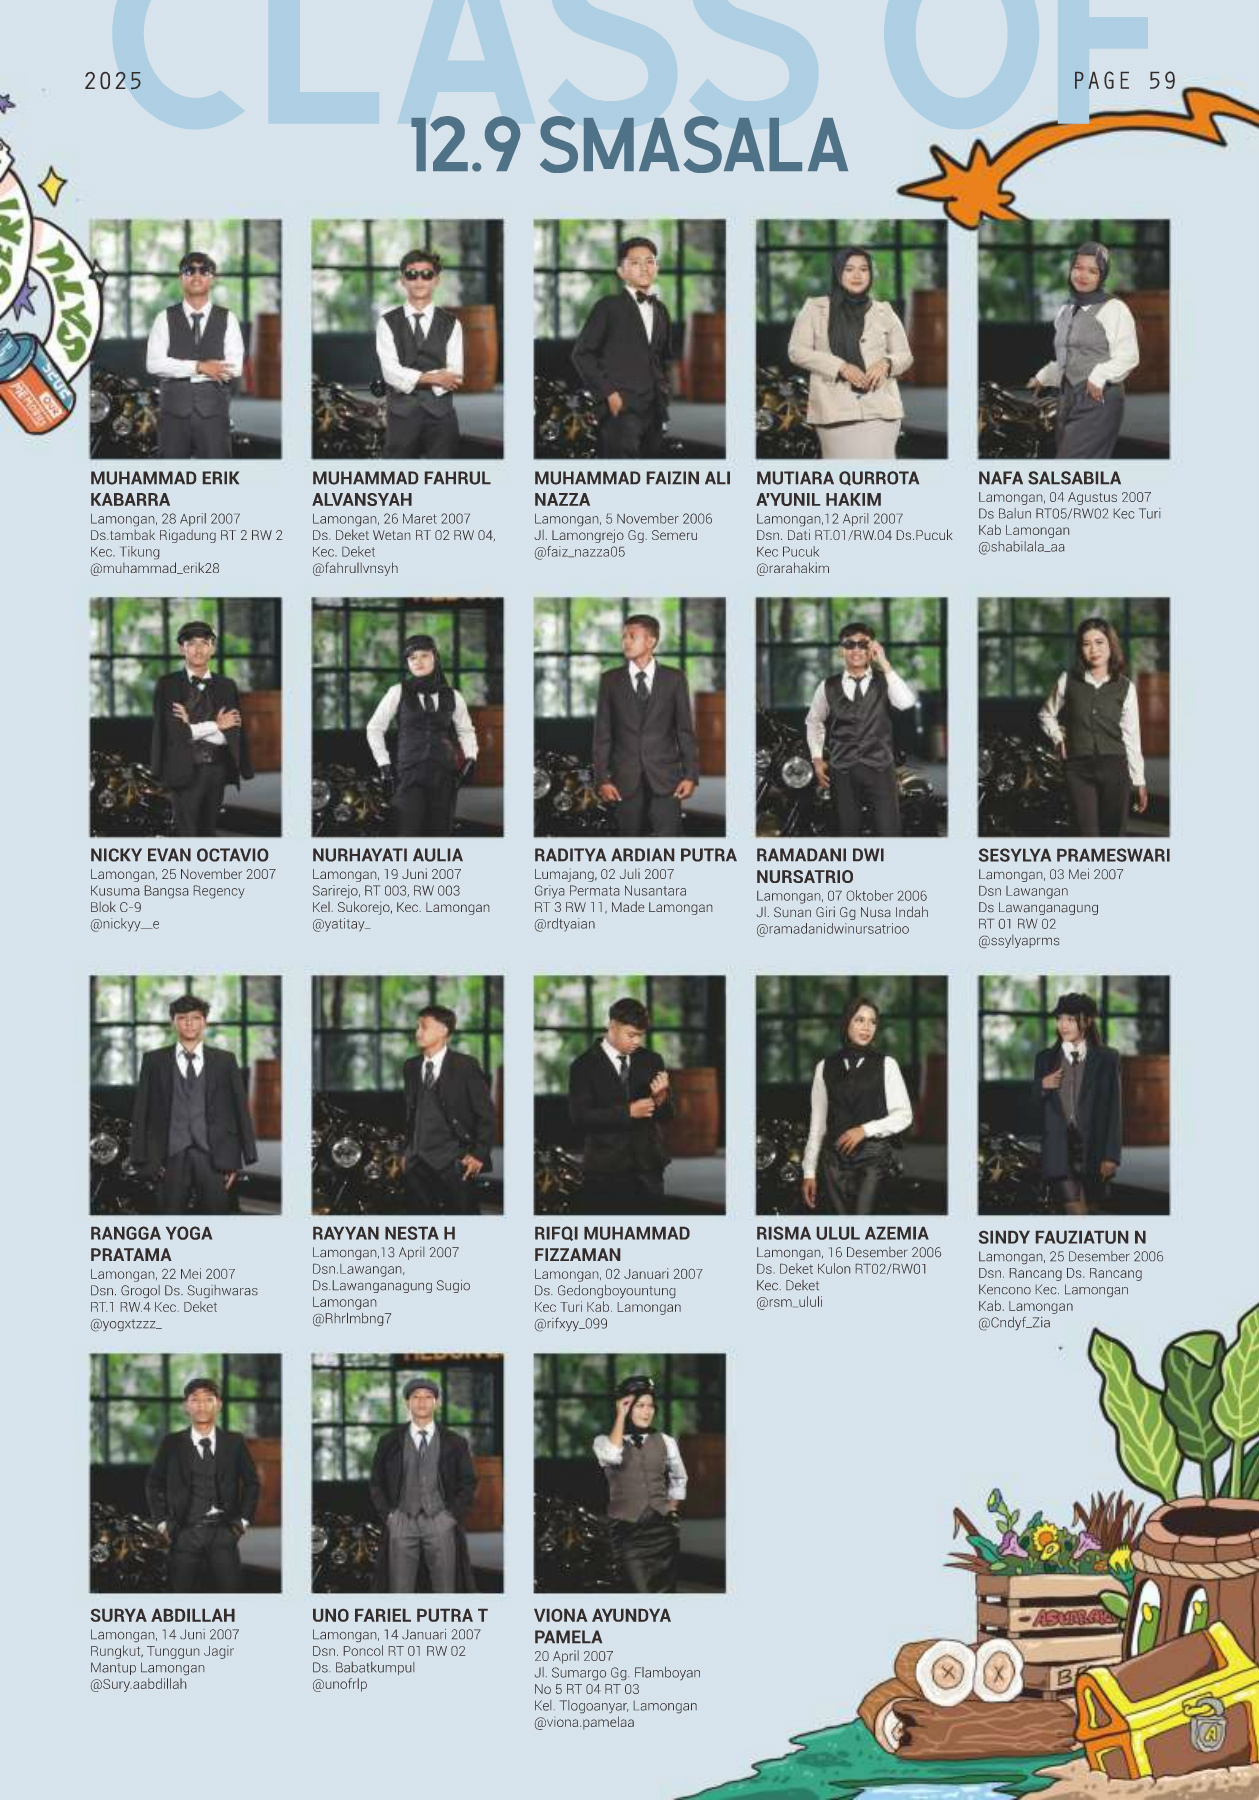 CLASS OF
2025
PAGE 59
12.9 SMASALA
SATA
SEUE
OUR
MEMORIES
MUHAMMAD ERIK
KABARRA
Lamongan, 28 April 2007
Ds.tambak Rigadung RT 2 RW 2
Kec. Tikung
@muhammad_erik28
MUHAMMAD FAHRUL
ALVANSYAH
Lamongan, 26 Maret 2007
Ds. Deket Wetan RT 02 RW 04,
Kec. Deket
@fahrullvnsyh
MUHAMMAD FAIZIN ALI
NAZZA
Lamongan, 5 November 2006
Jl. Lamongrejo Gg. Semeru
@faiz_nazza05
MUTIARA QURROTA
A'YUNIL HAKIM
Lamongan,12 April 2007
Dsn. Dati RT.01/RW.04 Ds.Pucuk
Kec Pucuk
@rarahakim
NAFA SALSABILA
Lamongan, 04 Agustus 2007
Ds Balun RT05/RW02 Kec Turi
Kab Lamongan
@shabilala_aa
NICKY EVAN OCTAVIO
Lamongan, 25 November 2007
Kusuma Bangsa Regency
Blok C-9
@nickyy__e
NURHAYATI AULIA
Lamongan, 19 Juni 2007
Sarirejo, RT 003, RW 003
Kel. Sukorejo, Kec. Lamongan
@yatitay_
RADITYA ARDIAN PUTRA
Lumajang, 02 Juli 2007
Griya Permata Nusantara
RT 3 RW 11, Made Lamongan
@rdtyaian
RAMADANI DWI
NURSATRIO
Lamongan, 07 Oktober 2006
Jl. Sunan Giri Gg Nusa Indah
@ramadanidwinursatrioo
SESYLYA PRAMESWARI
Lamongan, 03 Mei 2007
Dsn Lawangan
Ds Lawanganagung
RT 01 RW 02
@ssylyaprms
RANGGA YOGA
PRATAMA
Lamongan, 22 Mei 2007
Dsn. Grogol Ds. Sugihwaras
RT.1 RW.4 Kec. Deket
@yogxtzzz_
RAYYAN NESTA H
Lamongan,13 April 2007
Dsn.Lawangan,
Ds.Lawanganagung Sugio
Lamongan
@Rhrlmbng7
RIFQI MUHAMMAD
FIZZAMAN
Lamongan, 02 Januari 2007
Ds. Gedongboyountung
Kec Turi Kab. Lamongan
@rifxyy_099
RISMA ULUL AZEMIA
Lamongan, 16 Desember 2006
Ds. Deket Kulon RT02/RW01
Kec. Deket
@rsm_ululi
SINDY FAUZIATUN N
Lamongan, 25 Desember 2006
Dsn. Rancang Ds. Rancang
Kencono Kec. Lamongan
Kab. Lamongan
@Cndyf_Zia
SURYA ABDILLAH
Lamongan, 14 Juni 2007
Rungkut, Tunggun Jagir
Mantup Lamongan
@Sury.aabdillah
UNO FARIEL PUTRA T
Lamongan, 14 Januari 2007
Dsn. Poncol RT 01 RW 02
Ds. Babatkumpul
@unofrlp
VIONA AYUNDYA
PAMELA
20 April 2007
Jl. Sumargo Gg. Flamboyan
No 5 RT 04 RT 03
Kel. Tlogoanyar, Lamongan
@viona.pamelaa
A